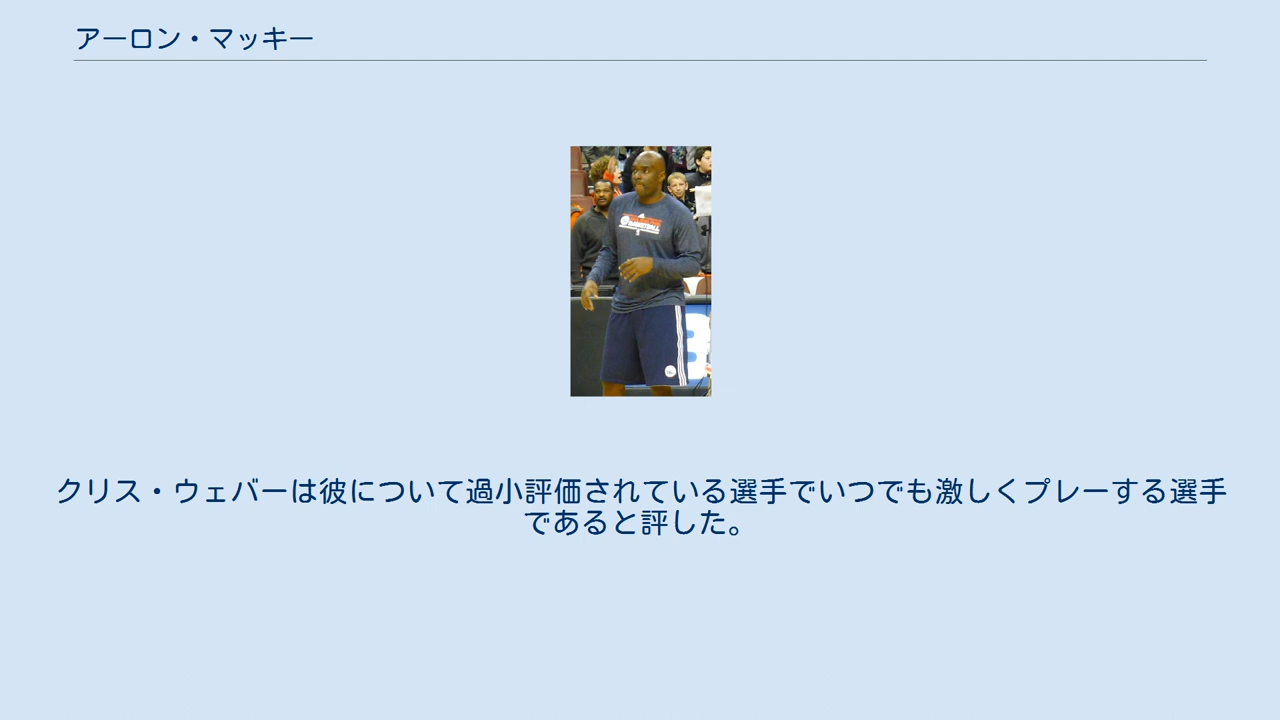 アーロン・マッキー
クリス・ウェバーは彼について過小評価されている選手でいつでも激しくプレーする選手
であると評した。